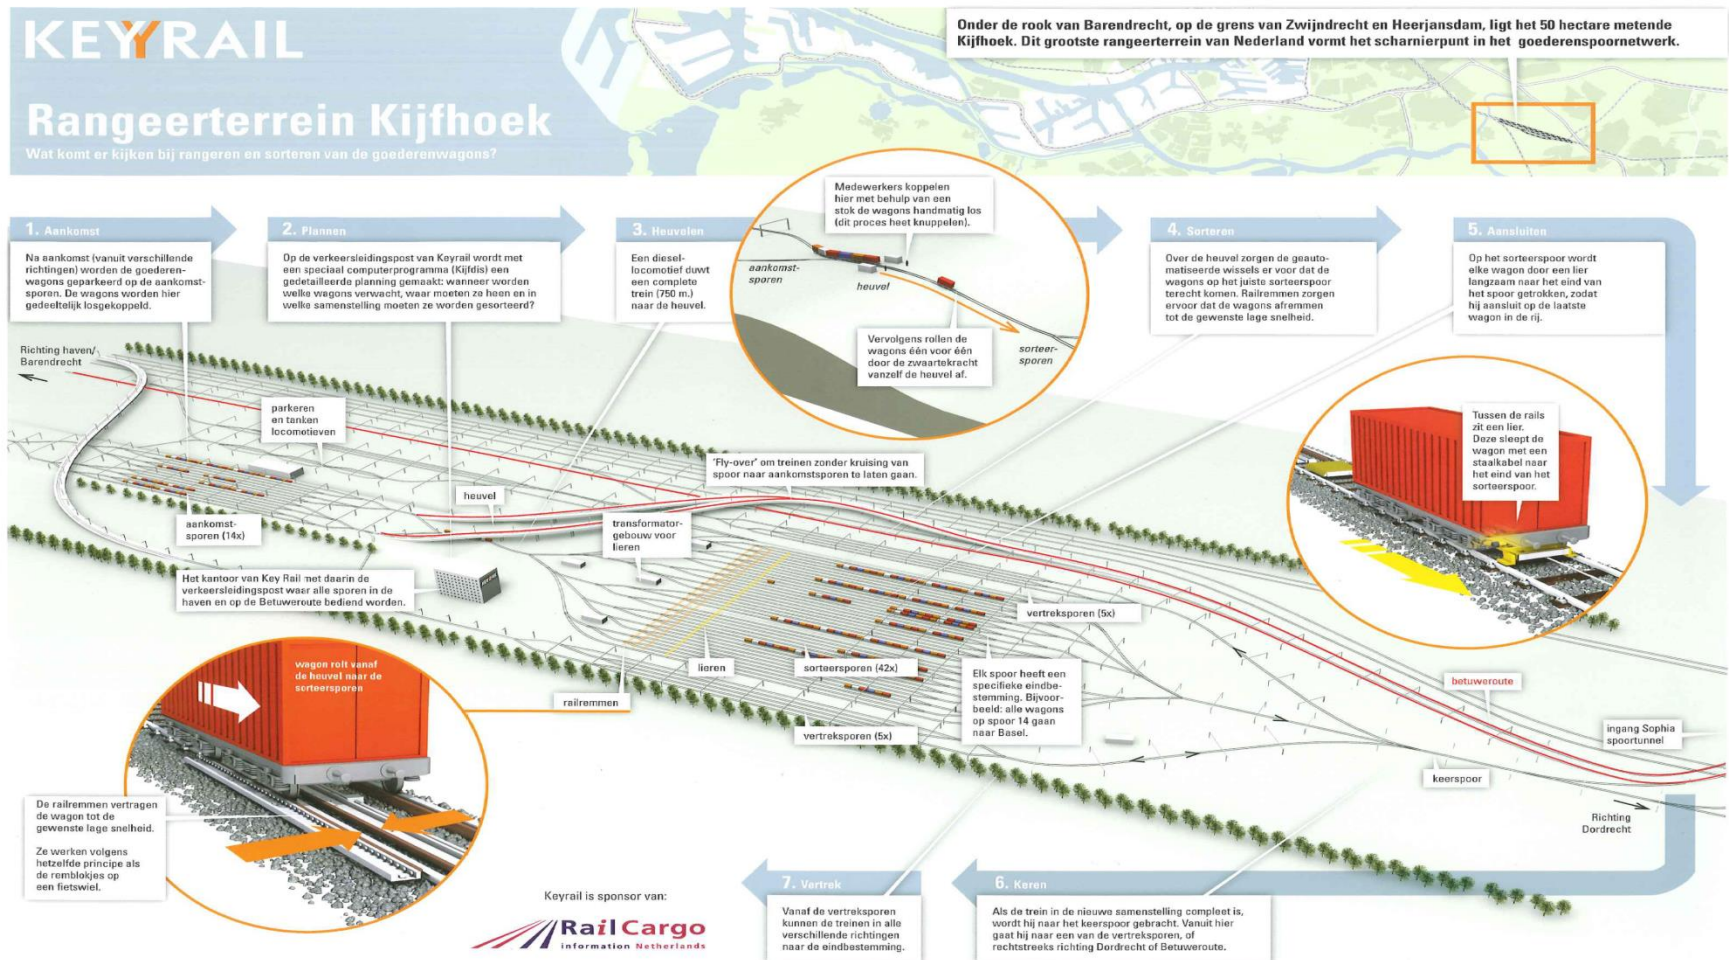 KEYRAIL
Rangeerterrein Kijfhoek
Wat komt er kijken bij rangeren en sorteren van de goederenwagons?
Onder de rook van Barendrecht, op de grens van Zwijndrecht en Heerjansdam, ligt het 50 hectare metende
Kijfhoek. Dit grootste rangeerterrein van Nederland vormt het scharnierpunt in het goederenspoornetwerk.
1. Aankomst
Na aankomst (vanuit verschillende
richtingen) worden de goederen-
wagons geparkeerd op de aankomst-
sporen. De wagons worden hier
gedeeltelijk losgekoppeld.
2. Plannen
Op de verkeersleidingspost van Keyrail wordt met
een speciaal computerprogramma (Kijfdis) een
gedetailleerde planning gemaakt: wanneer worden
welke wagons verwacht, waar moeten ze heen en in
welke samenstelling moeten ze worden gesorteerd?
3. Heuvelen
Een diesel-
locomotief duwt
een complete
trein (750 m.)
naar de heuvel.
Medewerkers koppelen
hier met behulp van een
stok de wagons handmatig los
(dit proces heet knuppelen).
aankomst-
sporen
heuvel
Vervolgens rollen de
wagons één voor één
door de zwaartekracht
vanzelf de heuvel af.
sorteer-
sporen
4. Sorteren
Over de heuvel zorgen de geauto-
matiseerde wissels er voor dat de
wagons op het juiste sorteerspoor
terecht komen. Railremmen zorgen
ervoor dat de wagons afremmen
tot de gewenste lage snelheid.
5. Aansluiten
Op het sorteerspoor wordt
elke wagon door een lier
langzaam naar het eind van
het spoor getrokken, zodat
hij aansluit op de laatste
wagon in de rij.
Richting haven/
Barendrecht
parkeren
en tanken
locomotieven
Tussen de rails
zit een lier.
Deze sleept de
wagon met een
staalkabel naar
het eind van het
sorteerspoor.
'Fly-over' om treinen zonder kruising van
spoor naar aankomstsporen te laten gaan.
heuvel
aankomst-
sporen (14x)
transformator-
gebouw voor
lieren
Het kantoor van Key Rail met daarin de
verkeersleidingspost waar alle sporen in de
haven en op de Betuweroute bediend worden.
vertreksporen (5x)
lieren
sorteersporen (42x)
Elk spoor heeft een
specifieke eindbe-
stemming. Bijvoor-
beeld: alle wagons
op spoor 14 gaan
naar Basel.
betuweroute
railremmen
vertreksporen (5x)
ingang Sophia
spoortunnel
keerspoor
Richting
Dordrecht
wagon rolt vanaf
de heuvel naar de
sorteersporen
De railremmen vertragen
de wagon tot de
gewenste lage snelheid.
Ze werken volgens
hetzelfde principe als
de remblokjes op
een fietswiel.
Keyrail is sponsor van:
Rail Cargo
information Netherlands
7. Vertrek
Vanaf de vertreksporen
kunnen de treinen in alle
verschillende richtingen
naar de eindbestemming.
6. Keren
Als de trein in de nieuwe samenstelling compleet is,
wordt hij naar het keerspoor gebracht. Vanuit hier
gaat hij naar een van de vertreksporen, of
rechtstreeks richting Dordrecht of Betuweroute.